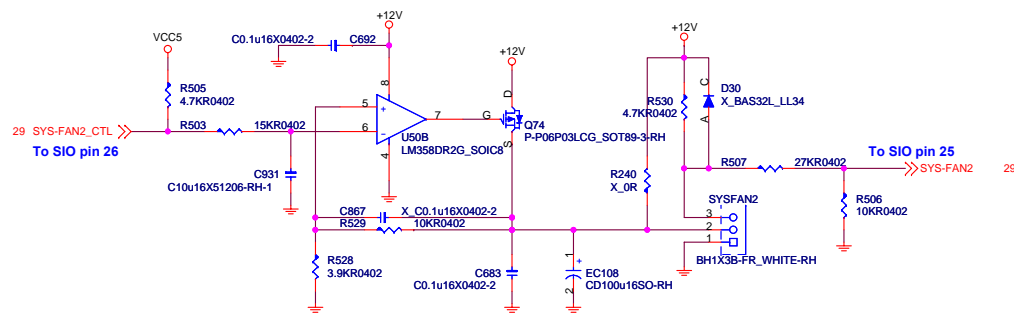 +12V
C0.1u16X0402-2
C692
VCC5
+12V
+12V
R505
4.7KR0402
8
D
C
D30
X_BAS32L_LL34
R530
4.7KR0402
5
+
7
G
Q74
P-P06P03LCG_SOT89-3-RH
A
29 SYS-FAN2_CTL
R503
15KR0402
6
-
U50B
LM358DR2G_SOIC8
S
To SIO pin 26
4
To SIO pin 25
R507
27KR0402
SYS-FAN2
29
C931
C10u16X51206-RH-1
R240
X_0R
SYSFAN2
R506
10KR0402
C867
X_C0.1u16X0402-2
R529
10KR0402
3
2
1
BH1X3B-FR_WHITE-RH
R528
3.9KR0402
C683
C0.1u16X0402-2
1
+
EC108
CD100u16SO-RH
2